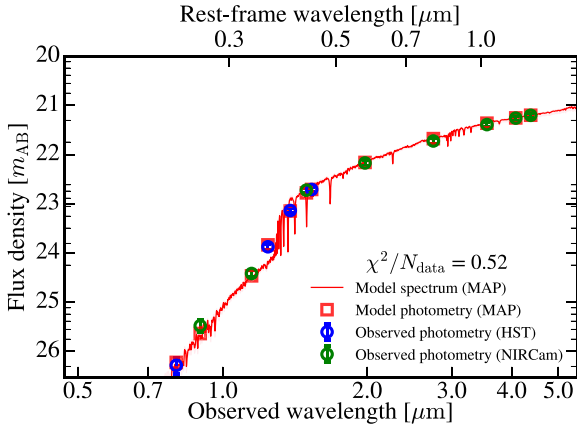 Rest-frame wavelength [μm]
0.3 0.5 0.7 1.0
20
21
22
23
24
25
26
Flux density [m_AB]
χ²/N_data = 0.52
Model spectrum (MAP)
Model photometry (MAP)
Observed photometry (HST)
Observed photometry (NIRCam)
0.5 0.7 1.0 2.0 3.0 4.0 5.0
Observed wavelength [μm]